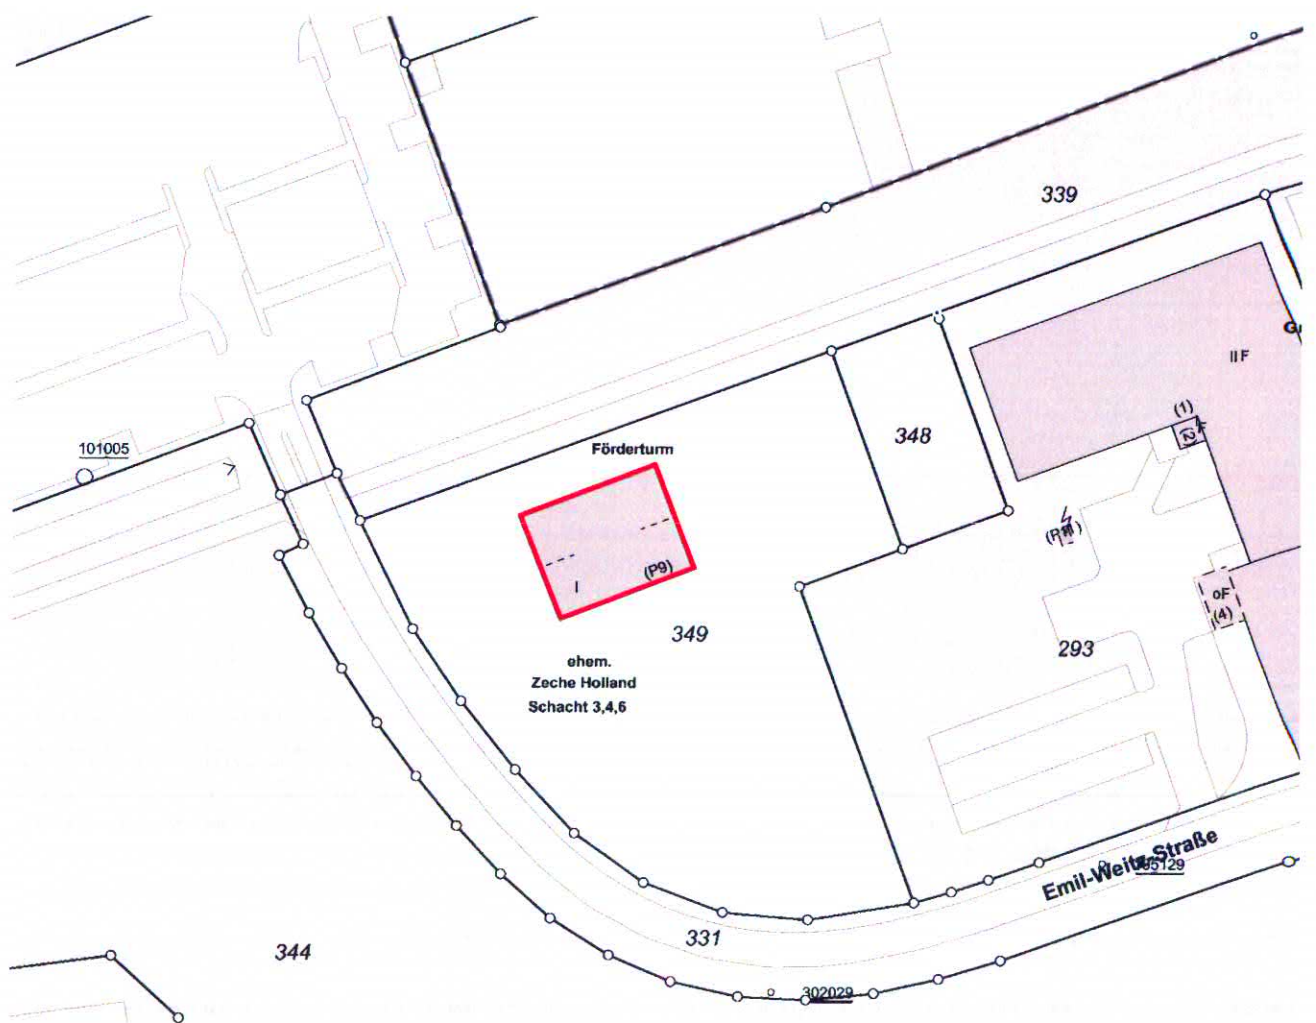 339
G
II F
(1)
(2)
F
348
101005
Förderturm
(P9)
I
349
oF
(4)
293
ehem.
Zeche Holland
Schacht 3,4,6
Emil-Weitz-Straße
331
344
302029